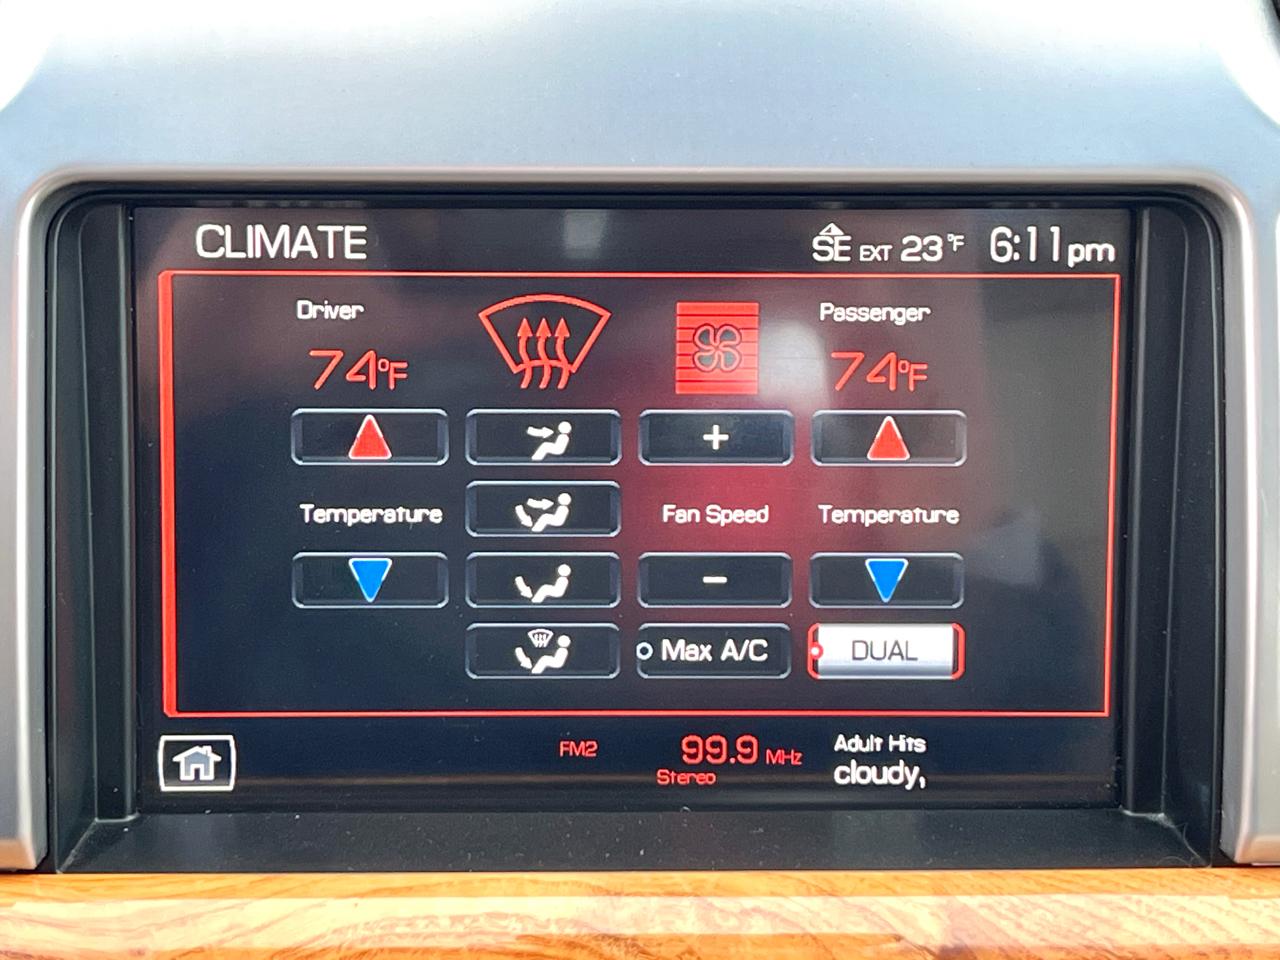 CLIMATE
SE EXT 23°F 6:11pm
Driver
Passenger
74°F
74°F
+
Temperature
Fan Speed
Temperature
−
Max A/C
DUAL
FM2
99.9 MHz
Stereo
Adult Hits
cloudy,